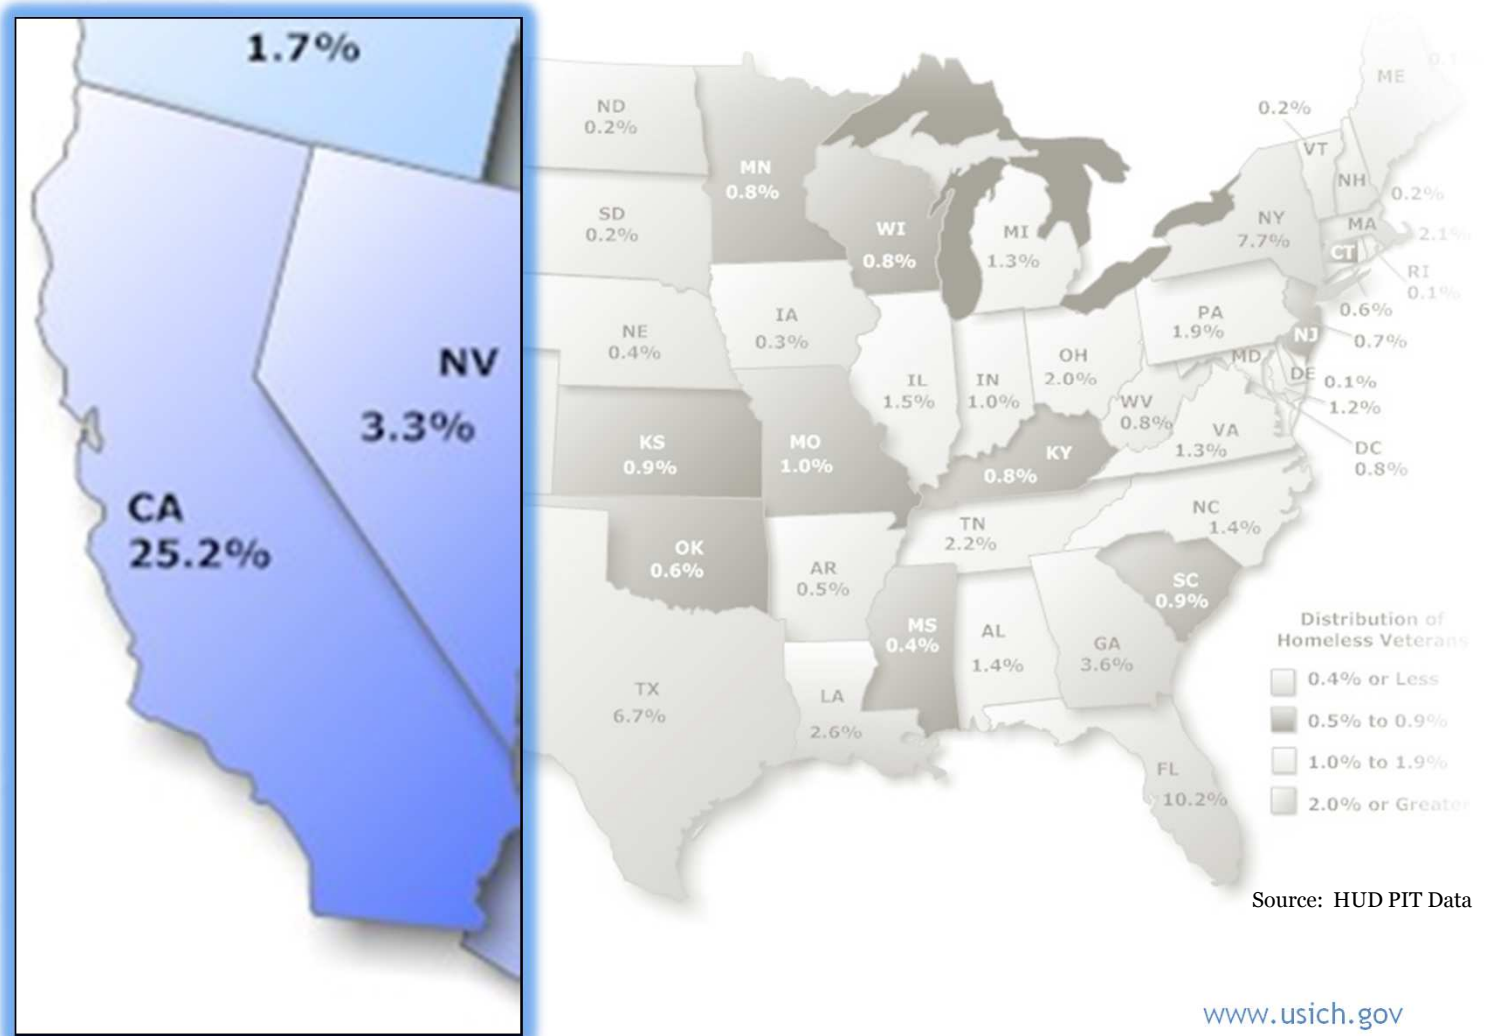 1.7%
NV
3.3%
CA
25.2%
ND
0.2%
MN
0.8%
SD
0.2%
WI
0.8%
MI
1.3%
NE
0.4%
IA
0.3%
IL
1.5%
IN
1.0%
OH
2.0%
KS
0.9%
MO
1.0%
KY
0.8%
WV
0.8%
VA
1.3%
OK
0.6%
AR
0.5%
TN
2.2%
NC
1.4%
SC
0.9%
MS
0.4%
AL
1.4%
GA
3.6%
TX
6.7%
LA
2.6%
FL
10.2%
ME
0.2%
VT
NH
0.2%
NY
7.7%
MA
2.1%
CT
RI
0.1%
0.6%
PA
1.9%
NJ
0.7%
MD
DE
0.1%
1.2%
DC
0.8%
Distribution of
Homeless Veterans
0.4% or Less
0.5% to 0.9%
1.0% to 1.9%
2.0% or Greater
Source: HUD PIT Data
www.usich.gov